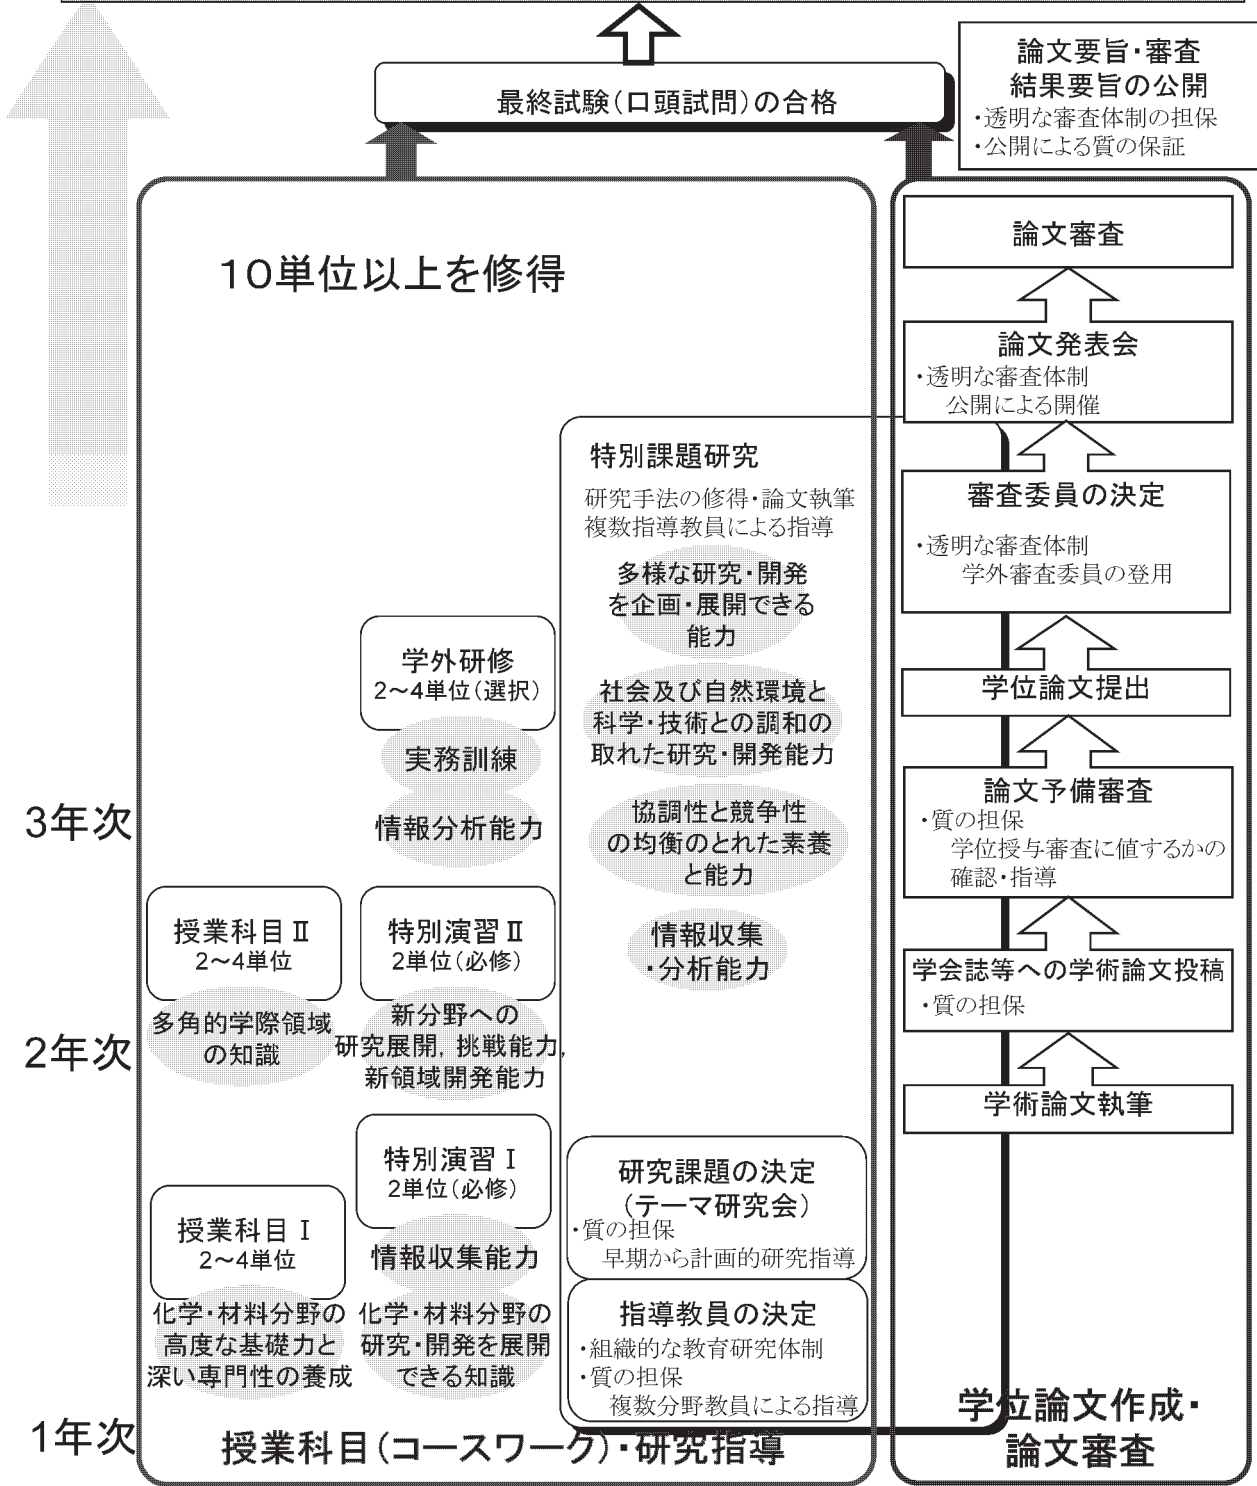 論文要旨・審査
結果要旨の公開
・透明な審査体制の担保
・公開による質の保証
最終試験(口頭試問)の合格
10単位以上を修得
論文審査
論文発表会
・透明な審査体制
公開による開催
審査委員の決定
・透明な審査体制
学外審査委員の登用
学位論文提出
論文予備審査
・質の担保
学位授与審査に値するかの
確認・指導
学会誌等への学術論文投稿
・質の担保
学術論文執筆
学位論文作成・
論文審査
特別課題研究
研究手法の修得・論文執筆
複数指導教員による指導
多様な研究・開発
を企画・展開できる
能力
社会及び自然環境と
科学・技術との調和の
取れた研究・開発能力
協調性と競争性
の均衡のとれた素養
と能力
情報収集
・分析能力
研究課題の決定
(テーマ研究会)
・質の担保
早期から計画的研究指導
指導教員の決定
・組織的な教育研究体制
・質の担保
複数分野教員による指導
学外研修
2~4単位(選択)
実務訓練
情報分析能力
3年次
授業科目Ⅱ
2~4単位
多角的学際領域
の知識
特別演習Ⅱ
2単位(必修)
新分野への
研究展開, 挑戦能力,
新領域開発能力
2年次
特別演習Ⅰ
2単位(必修)
情報収集能力
化学・材料分野の
研究・開発を展開
できる知識
授業科目Ⅰ
2~4単位
化学・材料分野の
高度な基礎力と
深い専門性の養成
1年次
授業科目(コースワーク)・研究指導